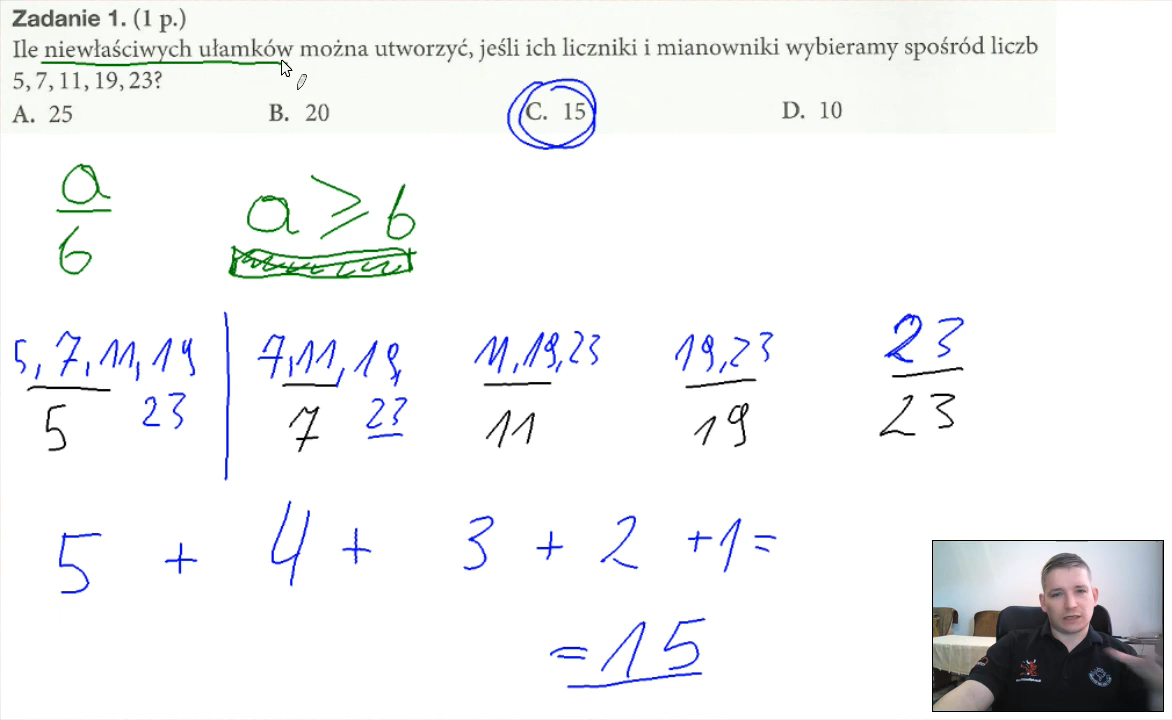 Zadanie 1. (1 p.)
Ile niewłaściwych ułamków można utworzyć, jeśli ich liczniki i mianowniki wybieramy spośród liczb
5, 7, 11, 19, 23?
A. 25 B. 20 C. 15 D. 10
a
b
a ≥ b
5, 7, 11, 19
23
5
7, 11, 19,
23
7
11, 19, 23
11
19, 23
19
23
23
5 + 4 + 3 + 2 + 1 =
= 15